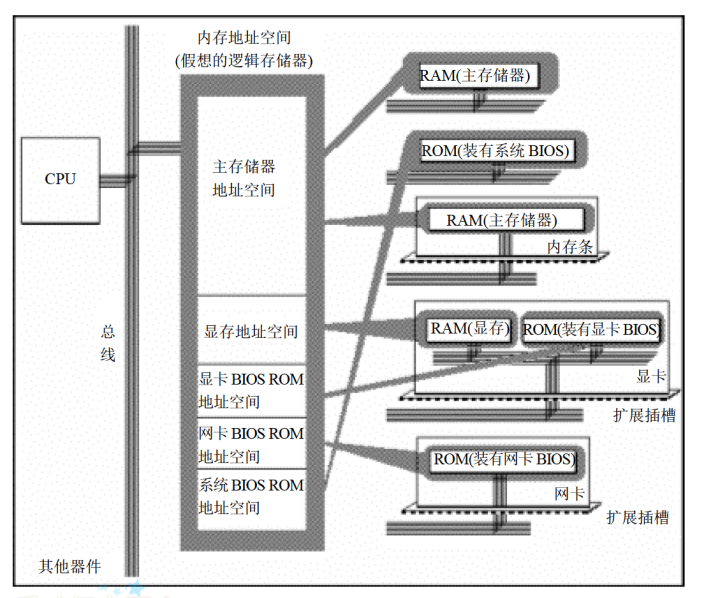 内存地址空间
(假想的逻辑存储器)
CPU
总
线
其他器件
主存储器
地址空间
显存地址空间
显卡 BIOS ROM
地址空间
网卡 BIOS ROM
地址空间
系统 BIOS ROM
地址空间
RAM(主存储器)
ROM(装有系统 BIOS)
RAM(主存储器)
内存条
RAM(显存)
ROM(装有显卡 BIOS)
显卡
扩展插槽
ROM(装有网卡 BIOS)
网卡
扩展插槽